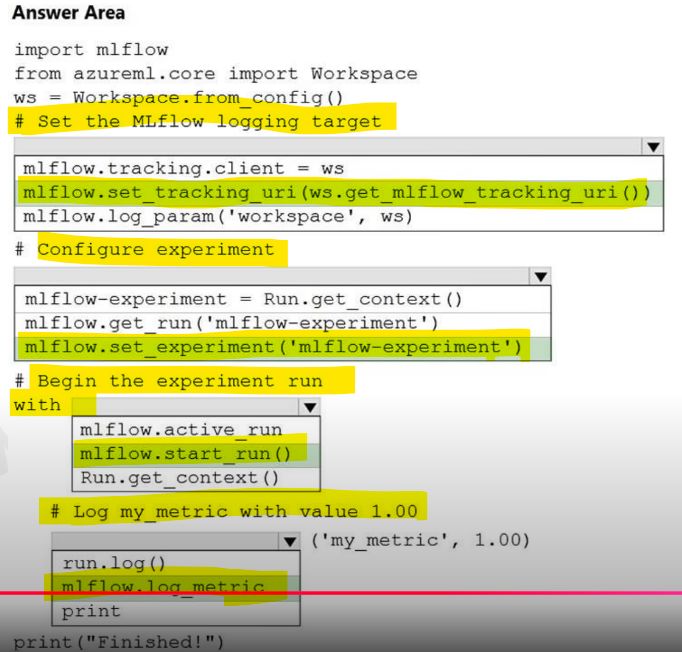 Answer Area
import mlflow
from azureml.core import Workspace
ws = Workspace.from_config()
# Set the MLflow logging target
mlflow.tracking.client = ws
mlflow.set_tracking_uri(ws.get_mlflow_tracking_uri())
mlflow.log_param('workspace', ws)
# Configure experiment
mlflow-experiment = Run.get_context()
mlflow.get_run('mlflow-experiment')
mlflow.set_experiment('mlflow-experiment')
# Begin the experiment run
with
mlflow.active_run
mlflow.start_run()
Run.get_context()
# Log my_metric with value 1.00
('my_metric', 1.00)
run.log()
mlflow.log_metric
print
print("Finished!")